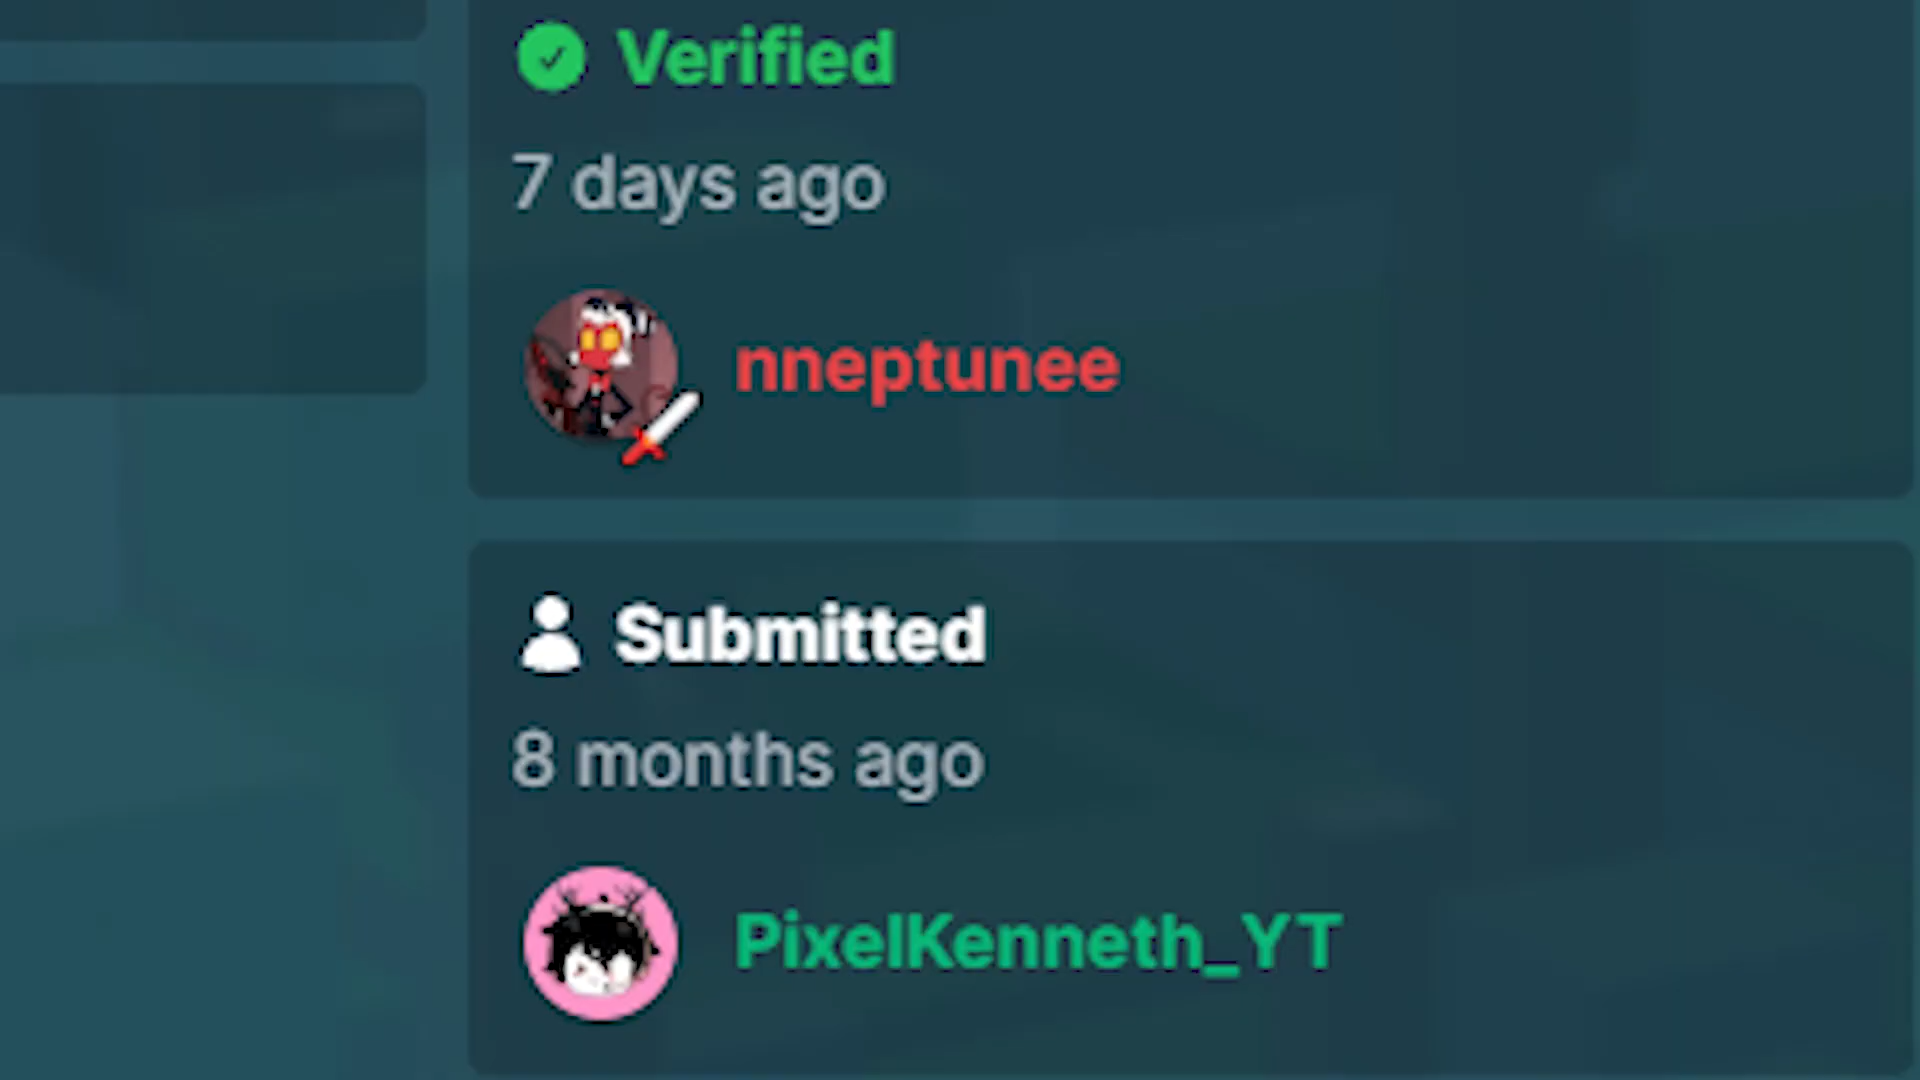 Verified
7 days ago
nneptunee
Submitted
8 months ago
PixelKenneth_YT